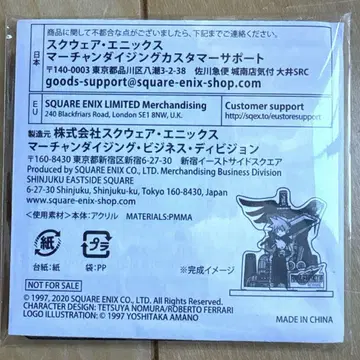 商品に関して不都合な点がございましたら、下記までご連絡ください。
日本
スクウェア・エニックス
マーチャンダイジングカスタマーサポート
〒140-0003 東京都品川区八潮3-2-38 佐川急便 城南店気付 大井SRC
goods-support@square-enix-shop.com
EU
SQUARE ENIX LIMITED Merchandising
240 Blackfriars Road, London SE1 8NW, U.K.
Customer support
http://sqex.to/eustoresupport
製造元 株式会社スクウェア・エニックス
マーチャンダイジング・ビジネス・ディビジョン
〒160-8430 東京都新宿区新宿6-27-30 新宿イーストサイドスクエア
Produced by SQUARE ENIX CO., LTD. Merchandising Business Division
SHINJUKU EASTSIDE SQUARE
6-27-30 Shinjuku, Shinjuku-ku, Tokyo 160-8430, Japan
www.square-enix-shop.com
<使用素材>本体：アクリル MATERIALS:PMMA
紙
台紙：紙
プラ
袋：PP
※完成イメージ
NOT FOR SALE
© 1997, 2020 SQUARE ENIX CO., LTD. All Rights Reserved.
CHARACTER DESIGN: TETSUYA NOMURA/ROBERTO FERRARI
LOGO ILLUSTRATION: © 1997 YOSHITAKA AMANO
MADE IN CHINA